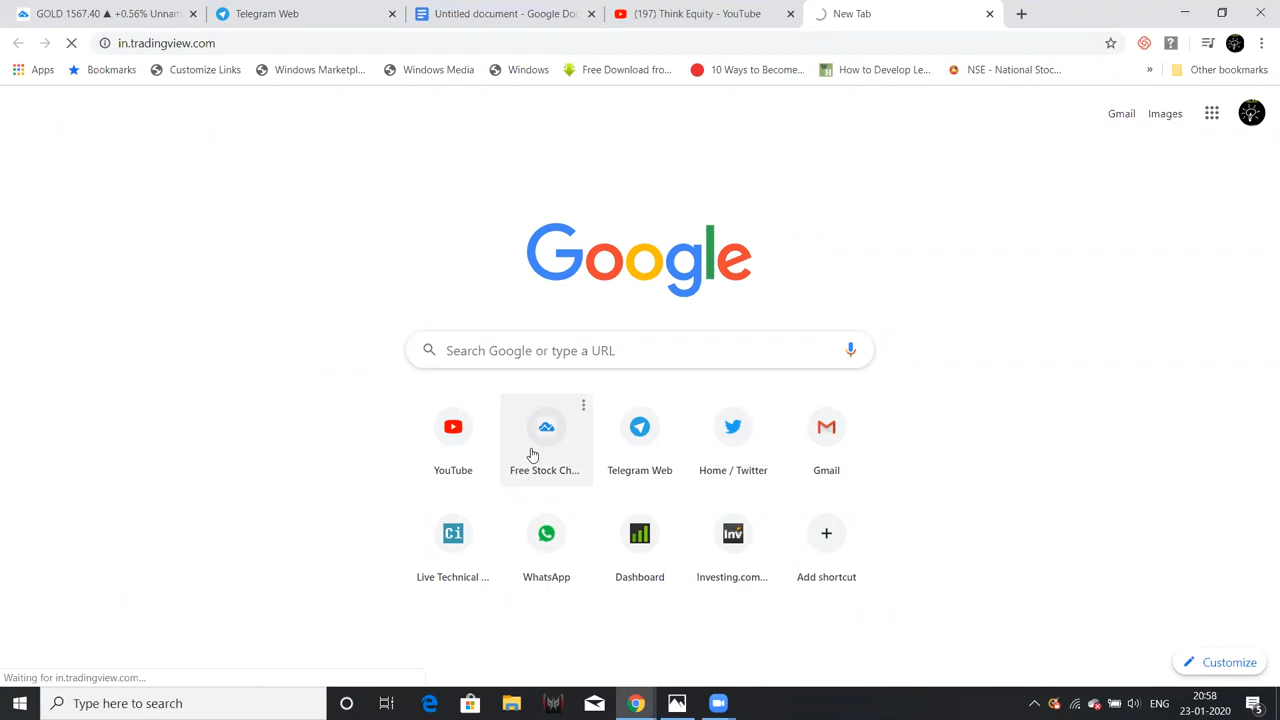 GOLD 1567.40 ▲ +0.56% Unnam
Telegram Web
Untitled document - Google Do
(197) Think Equity - YouTube
New Tab
in.tradingview.com
Apps
Bookmarks
Customize Links
Windows Marketpl...
Windows Media
Windows
Free Download fro...
10 Ways to Become...
How to Develop Le...
NSE - National Stoc...
»
Other bookmarks
Gmail
Images
Google
Search Google or type a URL
YouTube
Free Stock Ch...
Telegram Web
Home / Twitter
Gmail
Ci
Inv
Live Technical ...
WhatsApp
Dashboard
Investing.com...
Add shortcut
Customize
Waiting for in.tradingview.com...
Type here to search
ENG
20:58
23-01-2020
5